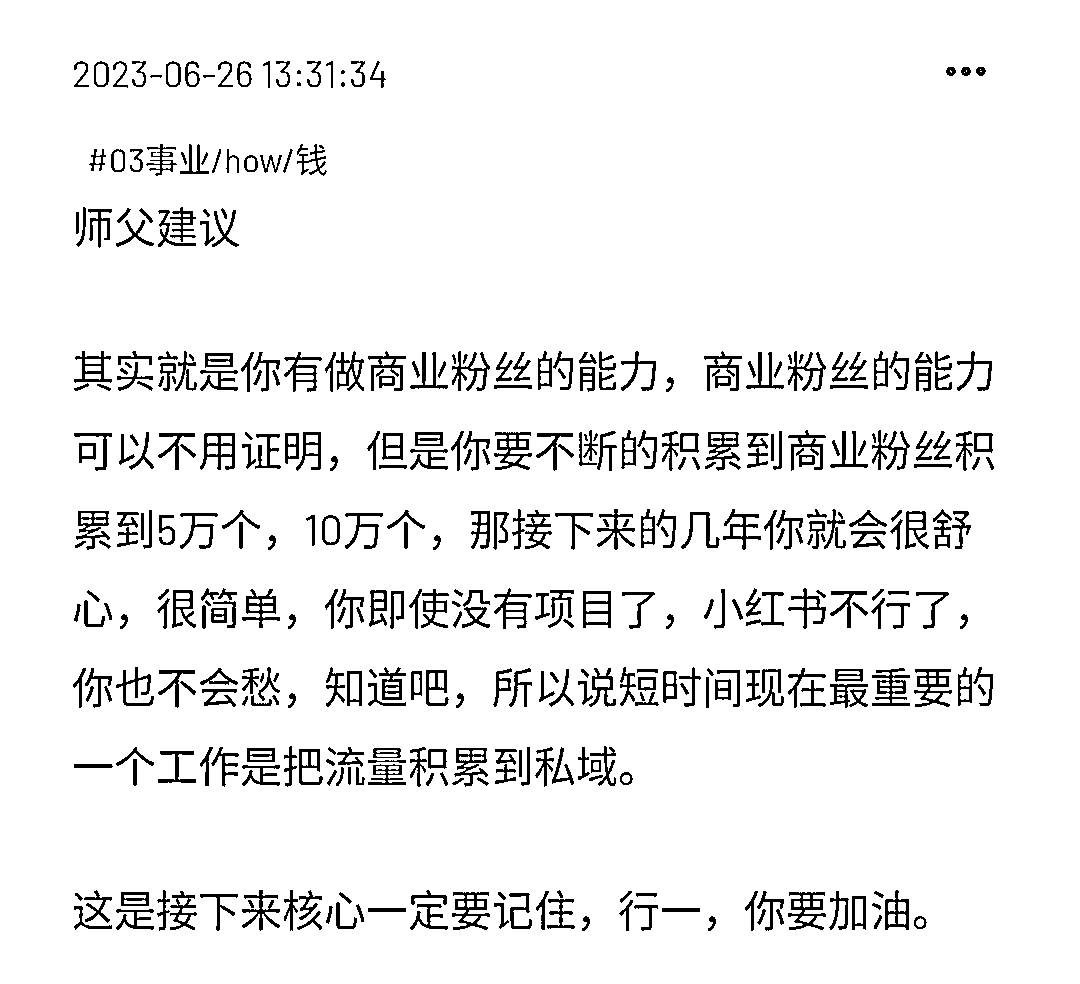 2023-06-26 13:31:34
#03事业/how/钱
师父建议
其实就是你有做商业粉丝的能力，商业粉丝的能力
可以不用证明，但是你要不断的积累到商业粉丝积
累到5万个，10万个，那接下来的几年你就会很舒
心，很简单，你即使没有项目了，小红书不行了，
你也不会愁，知道吧，所以说短时间现在最重要的
一个工作是把流量积累到私域。
这是接下来核心一定要记住，行一，你要加油。